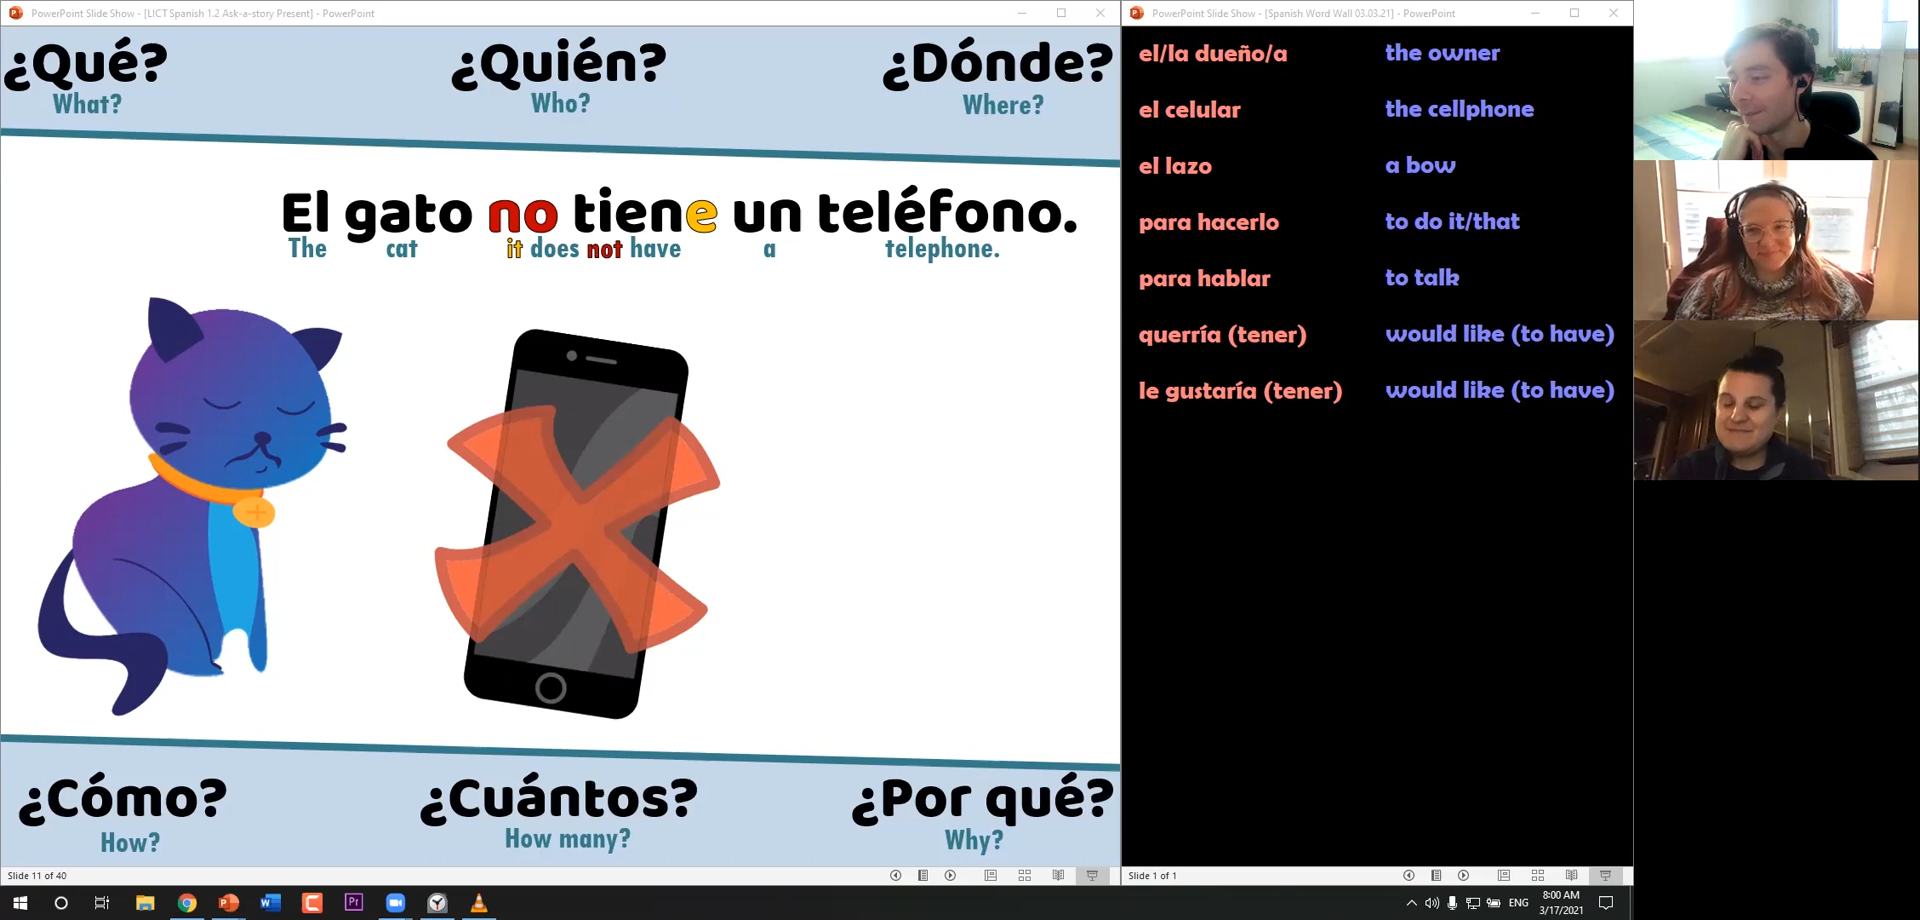 PowerPoint Slide Show - [LICT Spanish 1.2 Ask-a-story Present] - PowerPoint
¿Qué?
What?
¿Quién?
Who?
¿Dónde?
Where?
El gato no tiene un teléfono.
The cat it does not have a telephone.
¿Cómo?
How?
¿Cuántos?
How many?
¿Por qué?
Why?
Slide 11 of 40
PowerPoint Slide Show - [Spanish Word Wall 03.03.21] - PowerPoint
el/la dueño/a the owner
el celular the cellphone
el lazo a bow
para hacerlo to do it/that
para hablar to talk
querría (tener) would like (to have)
le gustaría (tener) would like (to have)
Slide 1 of 1
ENG
8:00 AM
3/17/2021